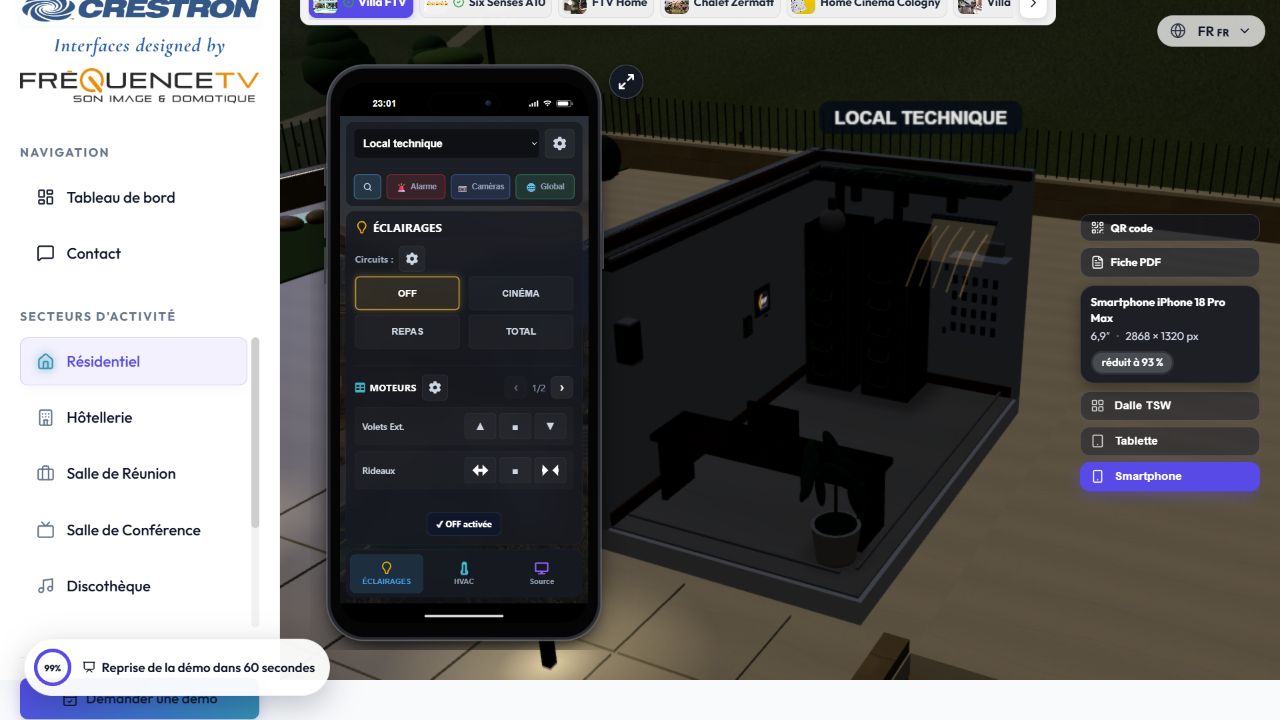 CRESTRON
Interfaces designed by
FRÉQUENCETV
SON IMAGE & DOMOTIQUE
NAVIGATION
Tableau de bord
Contact
SECTEURS D'ACTIVITÉ
Résidentiel
Hôtellerie
Salle de Réunion
Salle de Conférence
Discothèque
99%
Reprise de la démo dans 60 secondes
Demander une démo
Villa FTV
Six Senses A10
FTV Home
Chalet Zermatt
Home Cinema Cologny
Villa
FR FR
23:01
Local technique
Alarme
Caméras
Global
ÉCLAIRAGES
Circuits :
OFF
CINÉMA
REPAS
TOTAL
MOTEURS
1/2
Volets Ext.
Rideaux
✓ OFF activée
ÉCLAIRAGES
HVAC
Source
LOCAL TECHNIQUE
QR code
Fiche PDF
Smartphone iPhone 18 Pro
Max
6,9" · 2868 × 1320 px
réduit à 93 %
Dalle TSW
Tablette
Smartphone